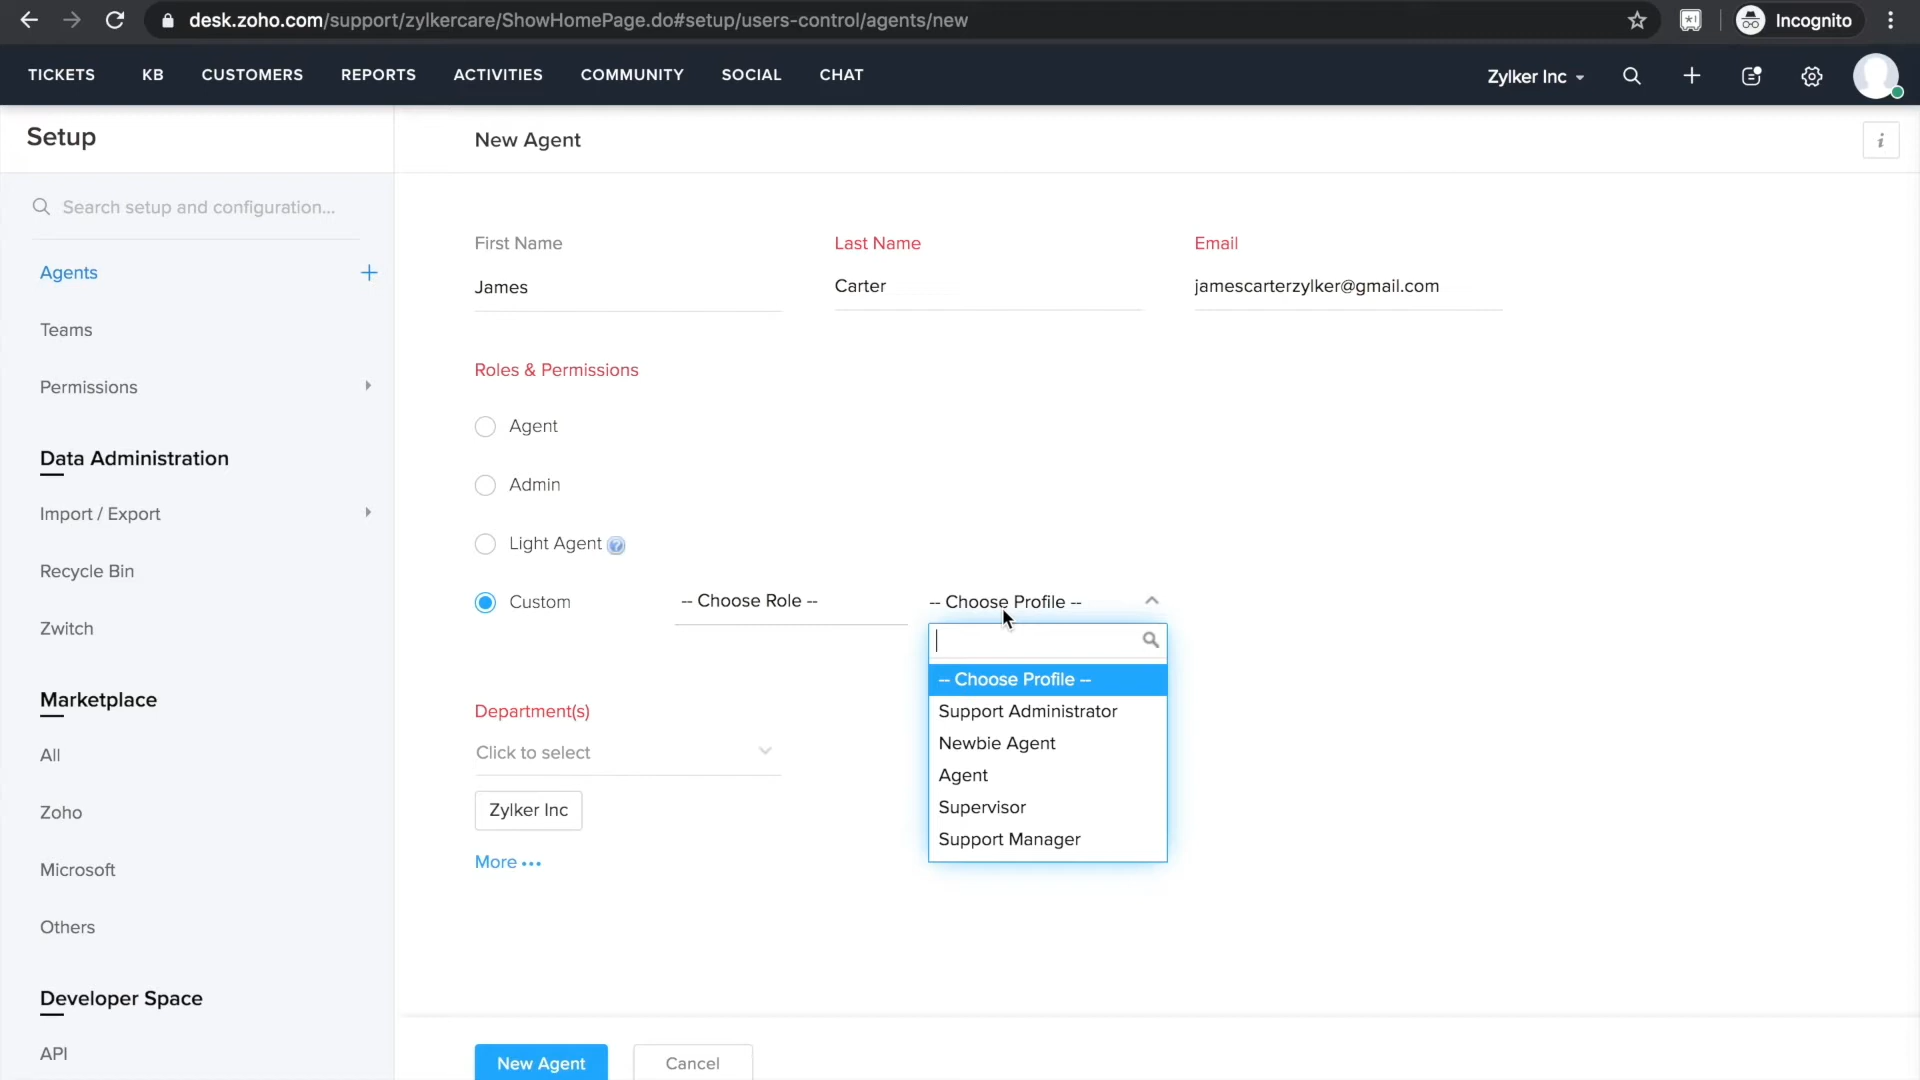 desk.zoho.com/support/zylkercare/ShowHomePage.do#setup/users-control/agents/new
Incognito
TICKETS KB CUSTOMERS REPORTS ACTIVITIES COMMUNITY SOCIAL CHAT
Zylker Inc
Setup
Search setup and configuration...
Agents
Teams
Permissions
Data Administration
Import / Export
Recycle Bin
Zwitch
Marketplace
All
Zoho
Microsoft
Others
Developer Space
API
New Agent
i
First Name
James
Last Name
Carter
Email
jamescarterzylker@gmail.com
Roles & Permissions
Agent
Admin
Light Agent ?
Custom
-- Choose Role --
-- Choose Profile --
-- Choose Profile --
Support Administrator
Newbie Agent
Agent
Supervisor
Support Manager
Department(s)
Click to select
Zylker Inc
More •••
New Agent
Cancel